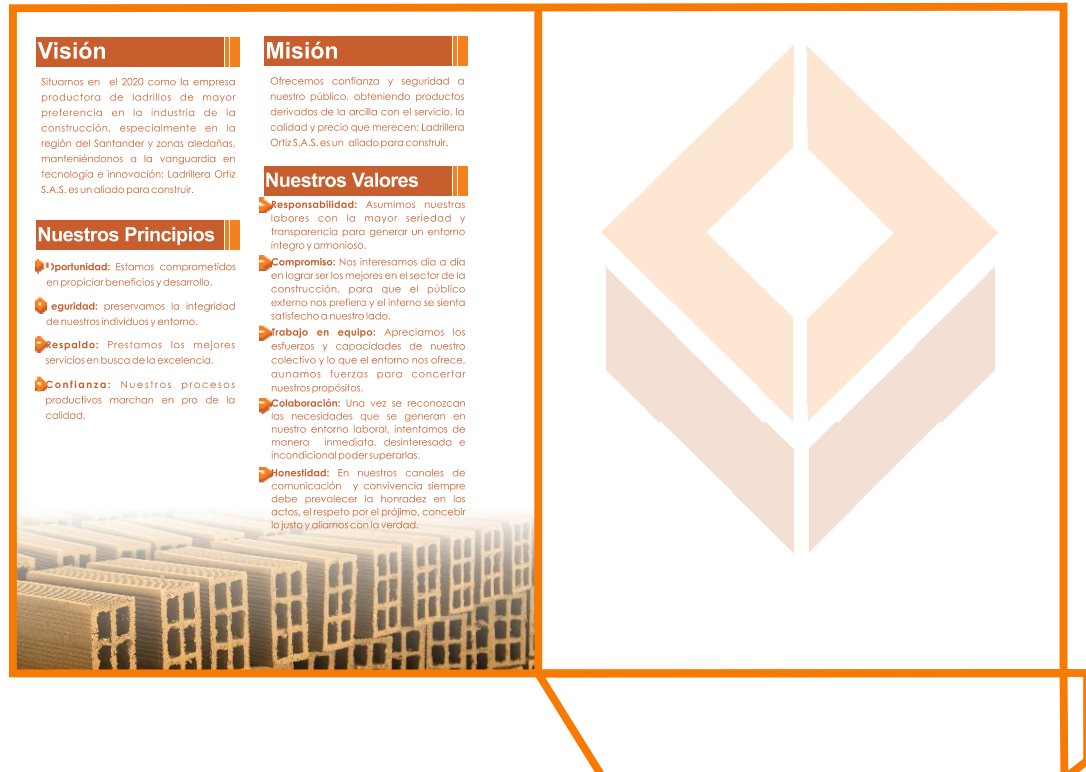 Visión
Situarnos en el 2020 como la empresa
productora de ladrillos de mayor
preferencia en la industria de la
construcción, especialmente en la
región del Santander y zonas aledañas,
manteniéndonos a la vanguardia en
tecnología e innovación; Ladrillera Ortiz
S.A.S. es un aliado para construir.
Nuestros Principios
Oportunidad: Estamos comprometidos
en propiciar beneficios y desarrollo.
eguridad: preservamos la integridad
de nuestros individuos y entorno.
Respaldo: Prestamos los mejores
servicios en busca de la excelencia.
Confianza: Nuestros procesos
productivos marchan en pro de la
calidad.
Misión
Ofrecemos confianza y seguridad a
nuestro público, obteniendo productos
derivados de la arcilla con el servicio, la
calidad y precio que merecen; Ladrillera
Ortiz S.A.S. es un aliado para construir.
Nuestros Valores
Responsabilidad: Asumimos nuestras
labores con la mayor seriedad y
transparencia para generar un entorno
íntegro y armonioso.
Compromiso: Nos interesamos día a día
en lograr ser los mejores en el sector de la
construcción, para que el público
externo nos prefiera y el interno se sienta
satisfecho a nuestro lado.
Trabajo en equipo: Apreciamos los
esfuerzos y capacidades de nuestro
colectivo y lo que el entorno nos ofrece,
aunamos fuerzas para concertar
nuestros propósitos.
Colaboración: Una vez se reconozcan
las necesidades que se generan en
nuestro entorno laboral, intentamos de
manera inmediata, desinteresada e
incondicional poder superarlas.
Honestidad: En nuestros canales de
comunicación y convivencia siempre
debe prevalecer la honradez en los
actos, el respeto por el prójimo, concebir
lo justo y aliarnos con la verdad.